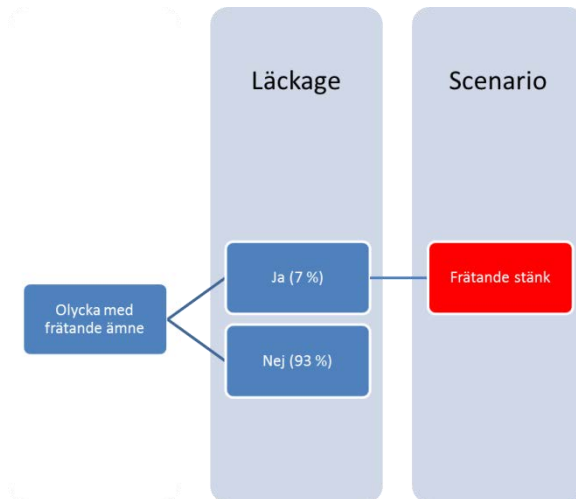 Läckage
Scenario
Ja (7 %)
Frätande stänk
Olycka med
frätande ämne
Nej (93 %)